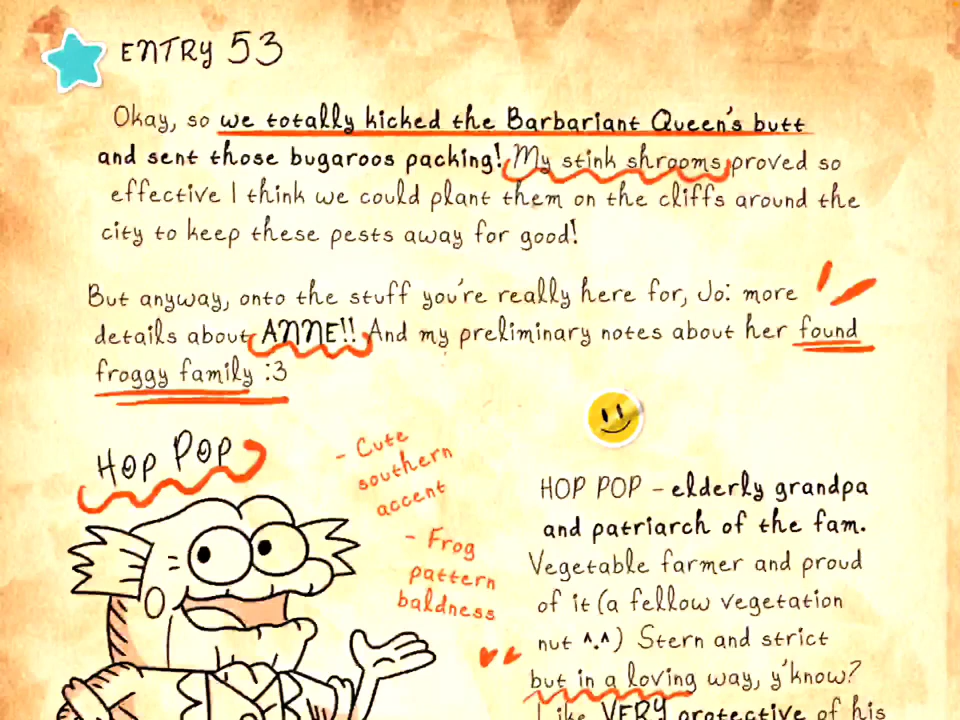 ENTRY 53
Okay, so we totally kicked the Barbariant Queen's butt
and sent those bugaroos packing! My stink shrooms proved so
effective I think we could plant them on the cliffs around the
city to keep these pests away for good!
But anyway, onto the stuff you're really here for, Jo: more
details about ANNE!! And my preliminary notes about her found
froggy family :3
HOP POP
- Cute
southern
accent
- Frog
pattern
baldness
HOP POP - elderly grandpa
and patriarch of the fam.
Vegetable farmer and proud
of it (a fellow vegetation
nut ^.^) Stern and strict
but in a loving way, y'know?
Like VERY protective of his